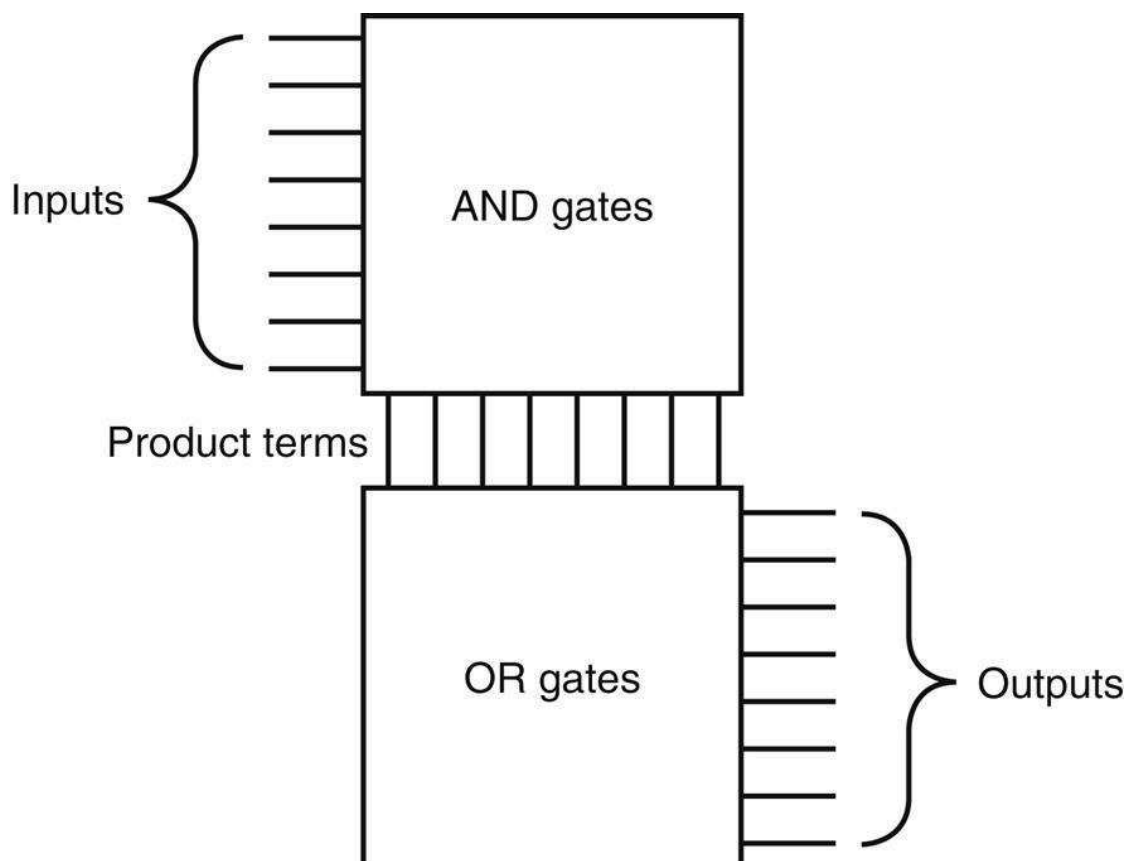 Inputs
AND gates
Product terms
OR gates
Outputs